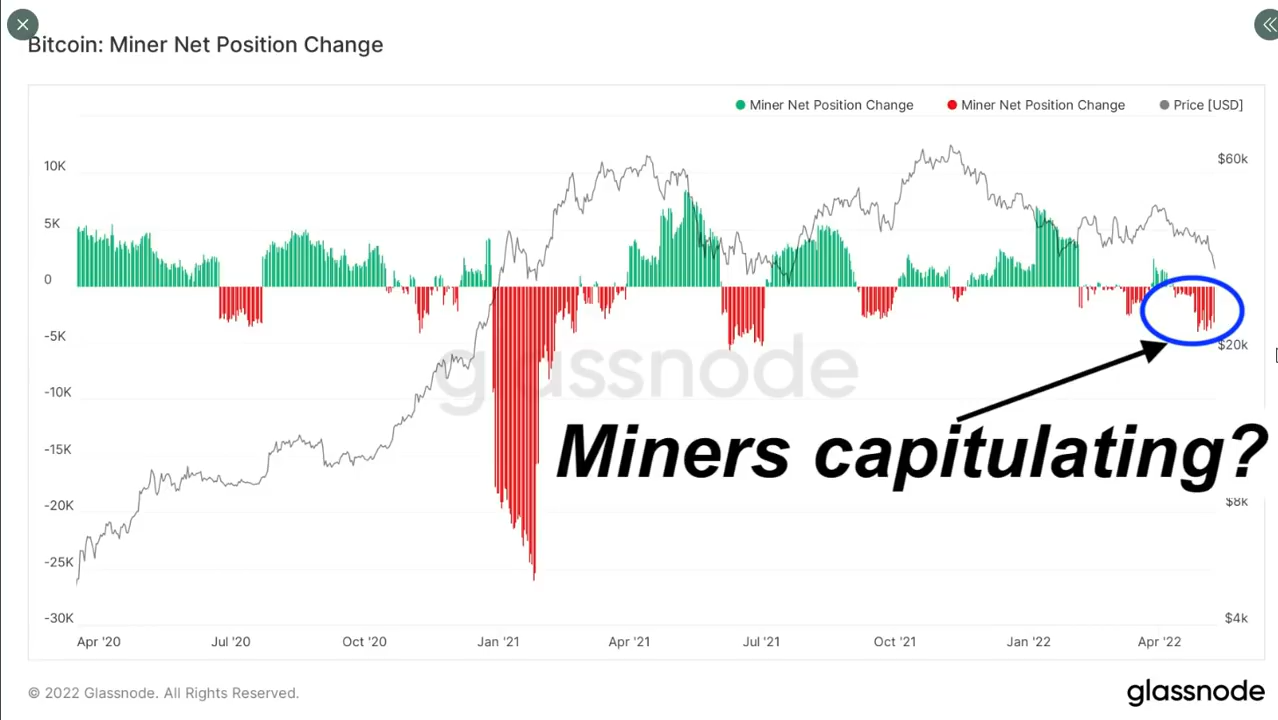 Bitcoin: Miner Net Position Change
Miner Net Position Change Miner Net Position Change Price [USD]
10K
5K
0
-5K
-10K
-15K
-20K
-25K
-30K
$60k
$20k
$8k
$4k
glassnode
Miners capitulating?
Apr '20 Jul '20 Oct '20 Jan '21 Apr '21 Jul '21 Oct '21 Jan '22 Apr '22
© 2022 Glassnode. All Rights Reserved.
glassnode